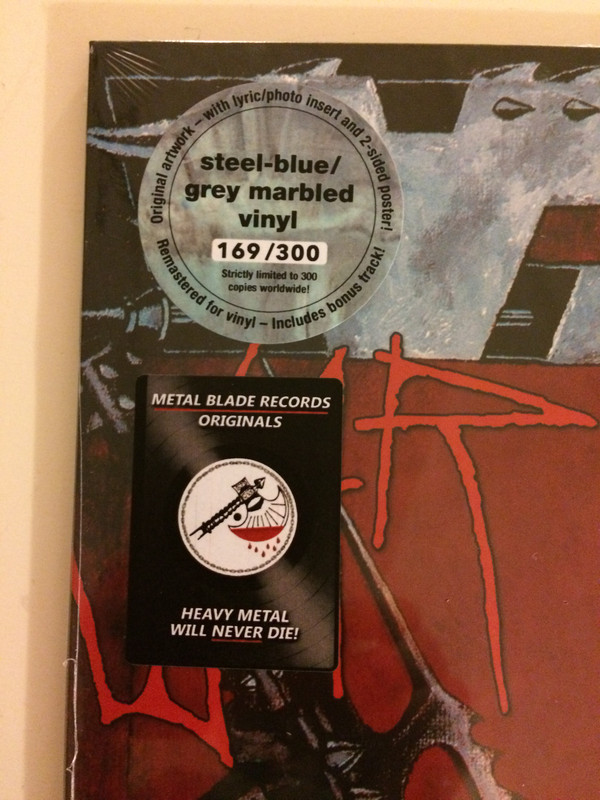 Original artwork – with lyric/photo insert and 2-sided poster!
steel-blue/
grey marbled
vinyl
169/300
Strictly limited to 300
copies worldwide!
Remastered for vinyl – Includes bonus track!
METAL BLADE RECORDS
ORIGINALS
HEAVY METAL
WILL NEVER DIE!